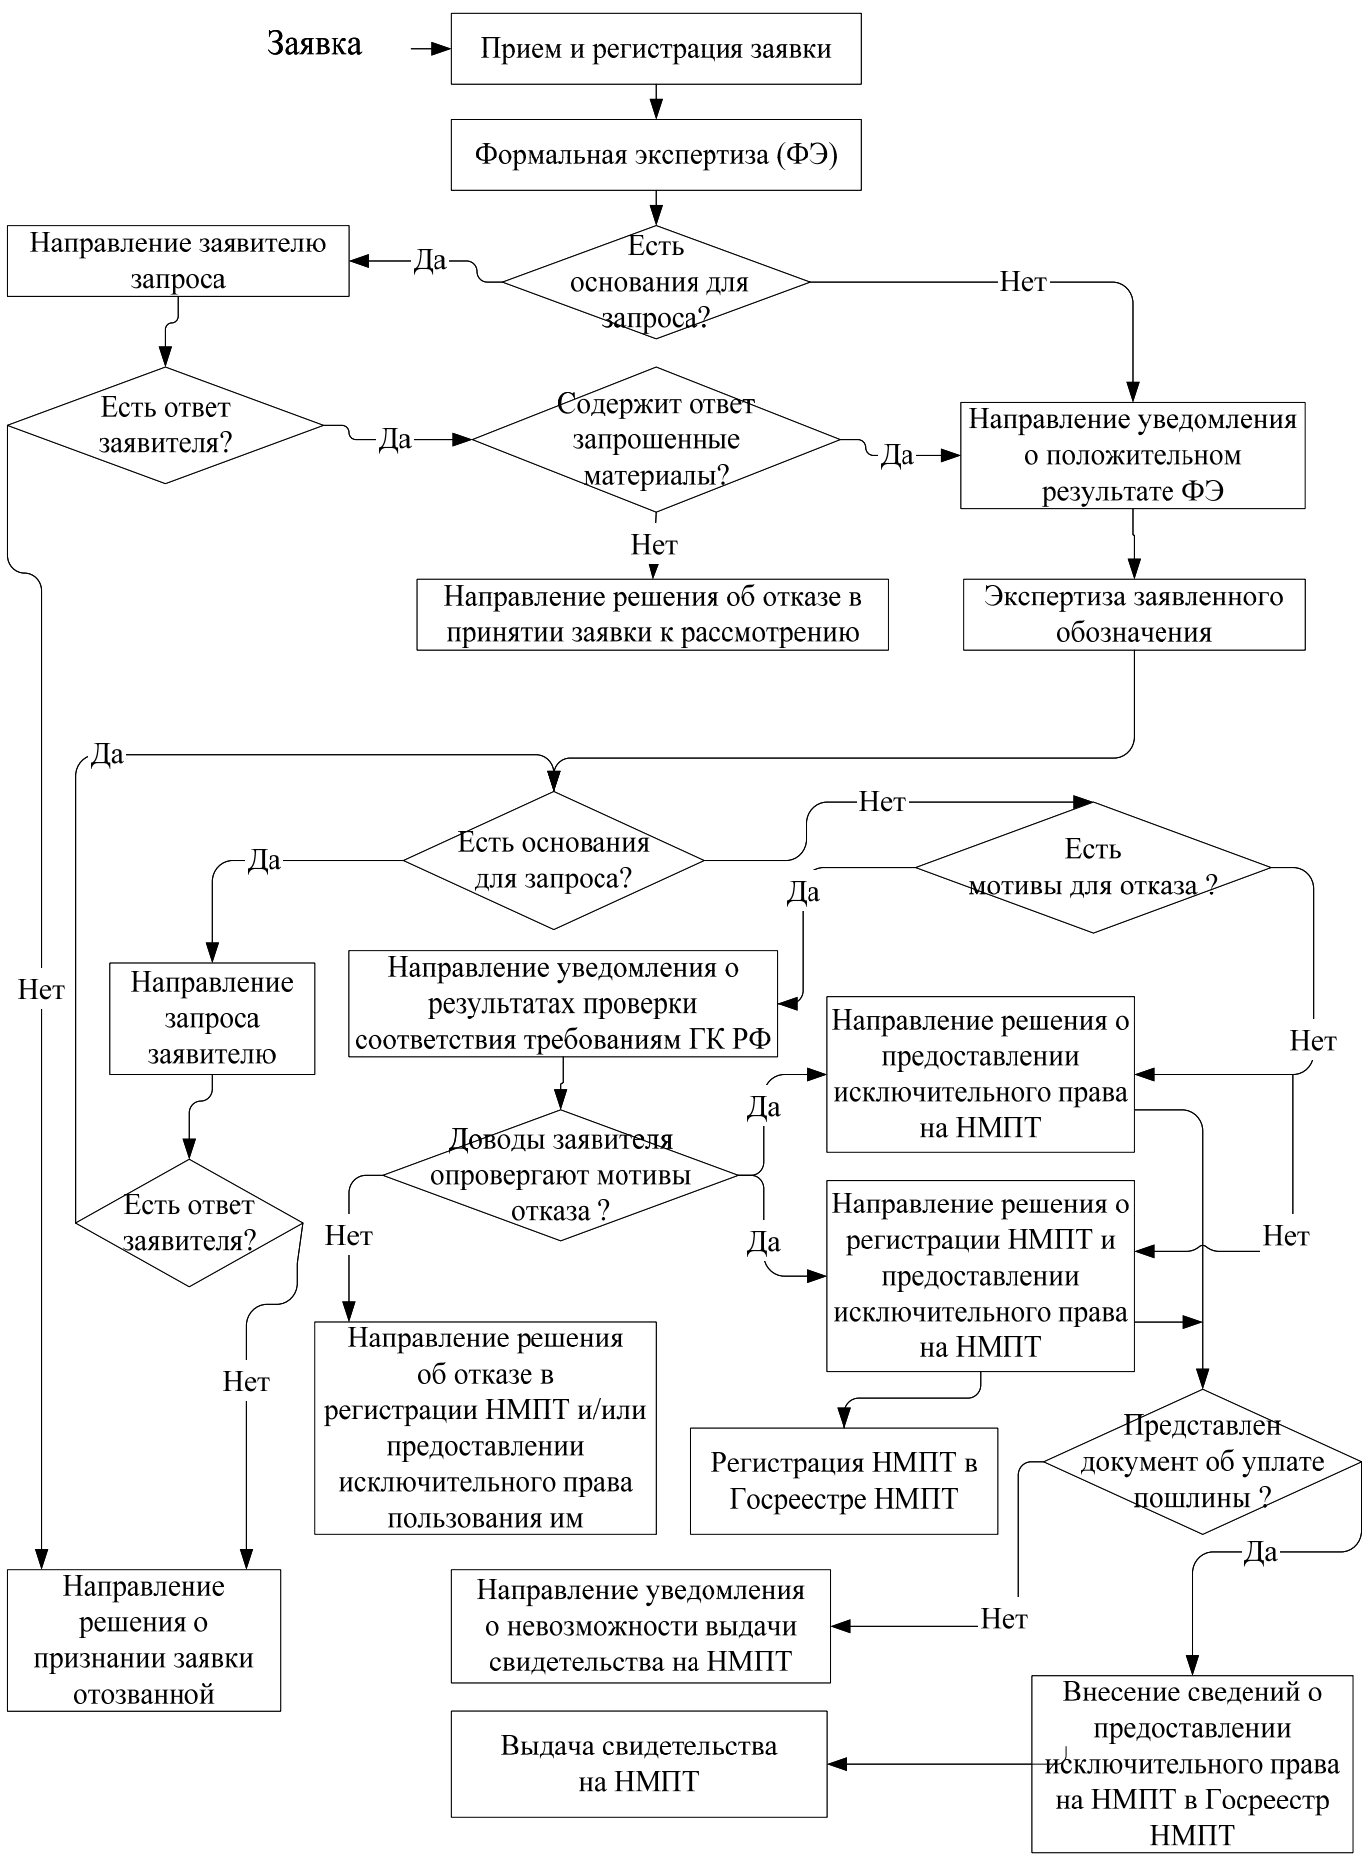 Заявка
Прием и регистрация заявки
Формальная экспертиза (ФЭ)
Есть
основания для
запроса?
Да
Нет
Направление заявителю
запроса
Есть ответ
заявителя?
Да
Содержит ответ
запрошенные
материалы?
Да
Направление уведомления
о положительном
результате ФЭ
Нет
Направление решения об отказе в
принятии заявки к рассмотрению
Экспертиза заявленного
обозначения
Да
Есть основания
для запроса?
Да
Нет
Есть
мотивы для отказа ?
Да
Нет
Направление
запроса
заявителю
Направление уведомления о
результатах проверки
соответствия требованиям ГК РФ
Направление решения о
предоставлении
исключительного права
на НМПТ
Нет
Есть ответ
заявителя?
Доводы заявителя
опровергают мотивы
отказа ?
Да
Да
Нет
Направление решения о
регистрации НМПТ и
предоставлении
исключительного права
на НМПТ
Нет
Нет
Направление решения
об отказе в
регистрации НМПТ и/или
предоставлении
исключительного права
пользования им
Регистрация НМПТ в
Госреестре НМПТ
Представлен
документ об уплате
пошлины ?
Да
Нет
Направление
решения о
признании заявки
отозванной
Направление уведомления
о невозможности выдачи
свидетельства на НМПТ
Внесение сведений о
предоставлении
исключительного права
на НМПТ в Госреестр
НМПТ
Выдача свидетельства
на НМПТ